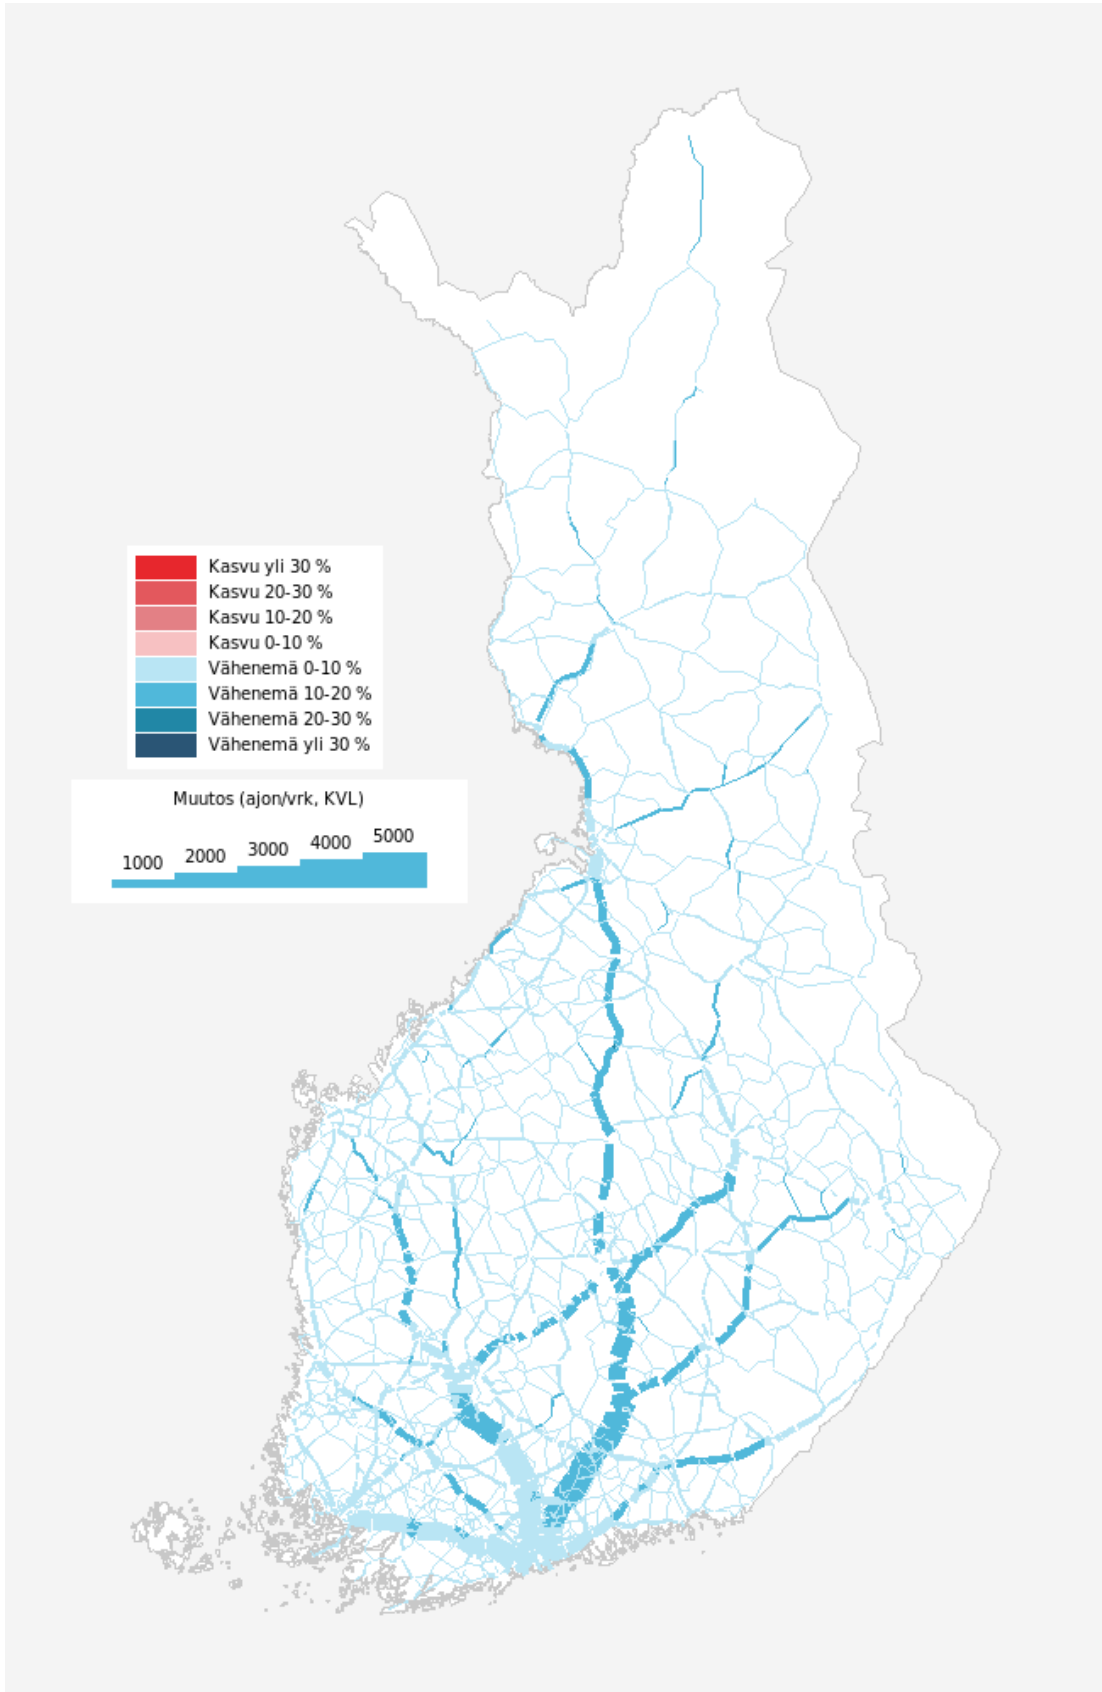 Kasvu yli 30 %
Kasvu 20-30 %
Kasvu 10-20 %
Kasvu 0-10 %
Vähenemä 0-10 %
Vähenemä 10-20 %
Vähenemä 20-30 %
Vähenemä yli 30 %
Muutos (ajon/vrk, KVL)
1000 2000 3000 4000 5000